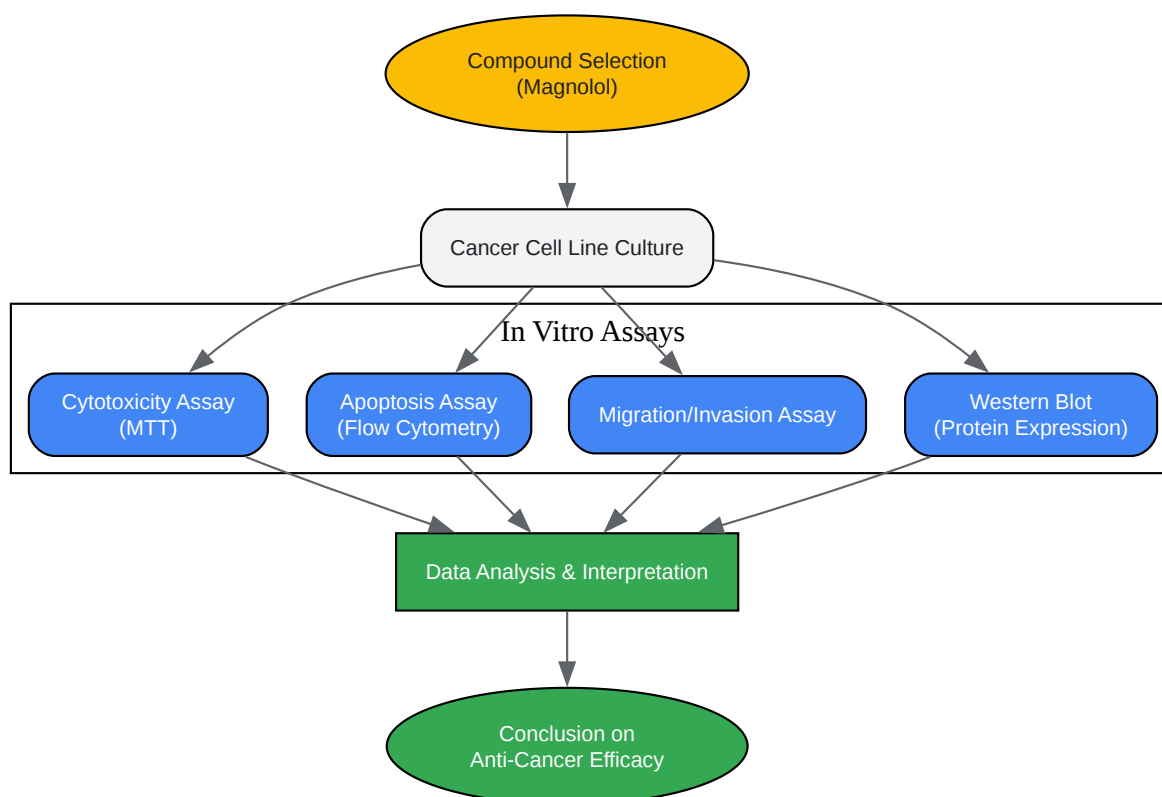 Compound Selection
(Magnolol)
Cancer Cell Line Culture
In Vitro Assays
Cytotoxicity Assay
(MTT)
Apoptosis Assay
(Flow Cytometry)
Migration/Invasion Assay
Western Blot
(Protein Expression)
Data Analysis & Interpretation
Conclusion on
Anti-Cancer Efficacy